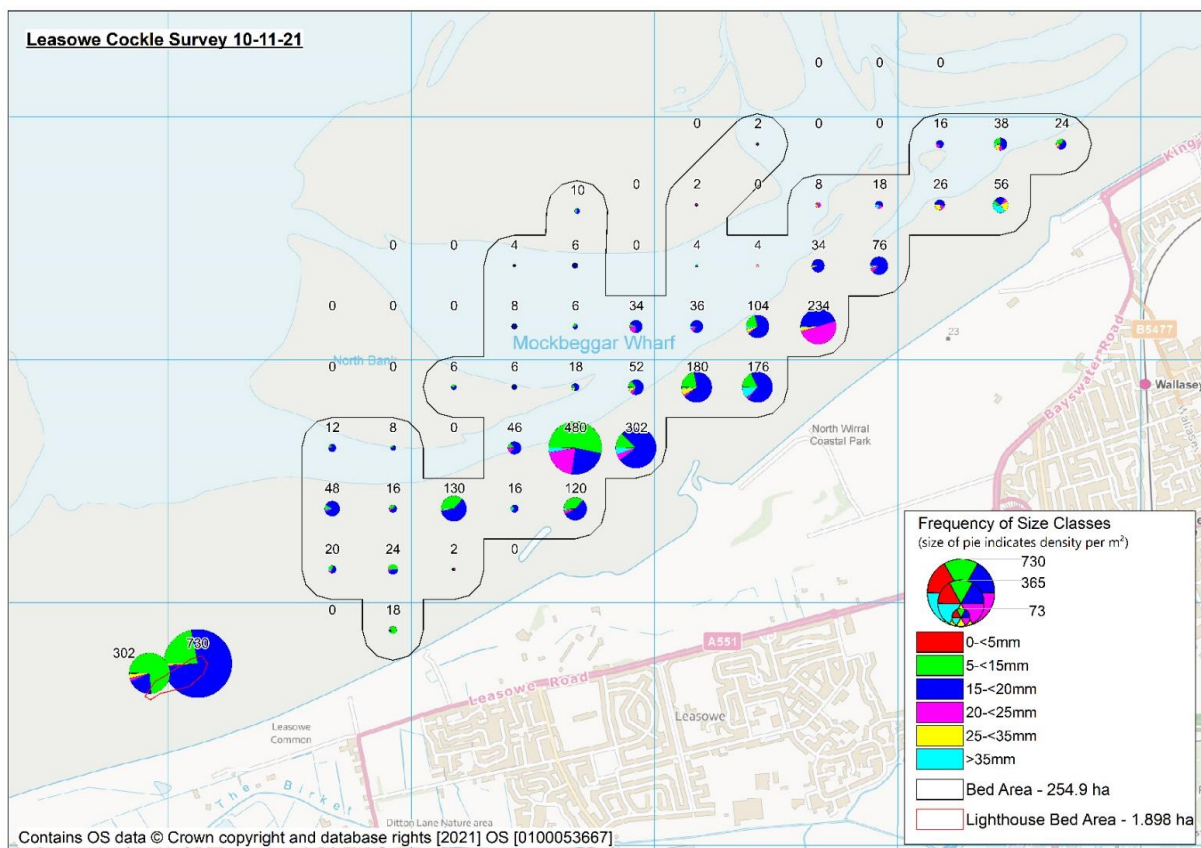 Leasowe Cockle Survey 10-11-21
0 0 0
0 2 0 0 16 38 24
10 0 2 0 8 18 26 56
0 0 4 6 0 4 4 34 76
0 0 0 8 6 34 36 104 234
Mockbeggar Wharf
North Bank
23
B5477
King
Bayswater Road
Wallasey
0 0 6 6 18 52 180 176
12 8 0 46 480 302
North Wirral
Coastal Park
48 16 130 16 120
20 24 2 0
0 18
302 730
A551
Leasowe Road
Leasowe
Leasowe
Common
The Birket
Ditton Lane Nature area
Frequency of Size Classes
(size of pie indicates density per m²)
730
365
73
0-<5mm
5-<15mm
15-<20mm
20-<25mm
25-<35mm
>35mm
Bed Area - 254.9 ha
Lighthouse Bed Area - 1.898 ha
Contains OS data © Crown copyright and database rights [2021] OS [0100053667]